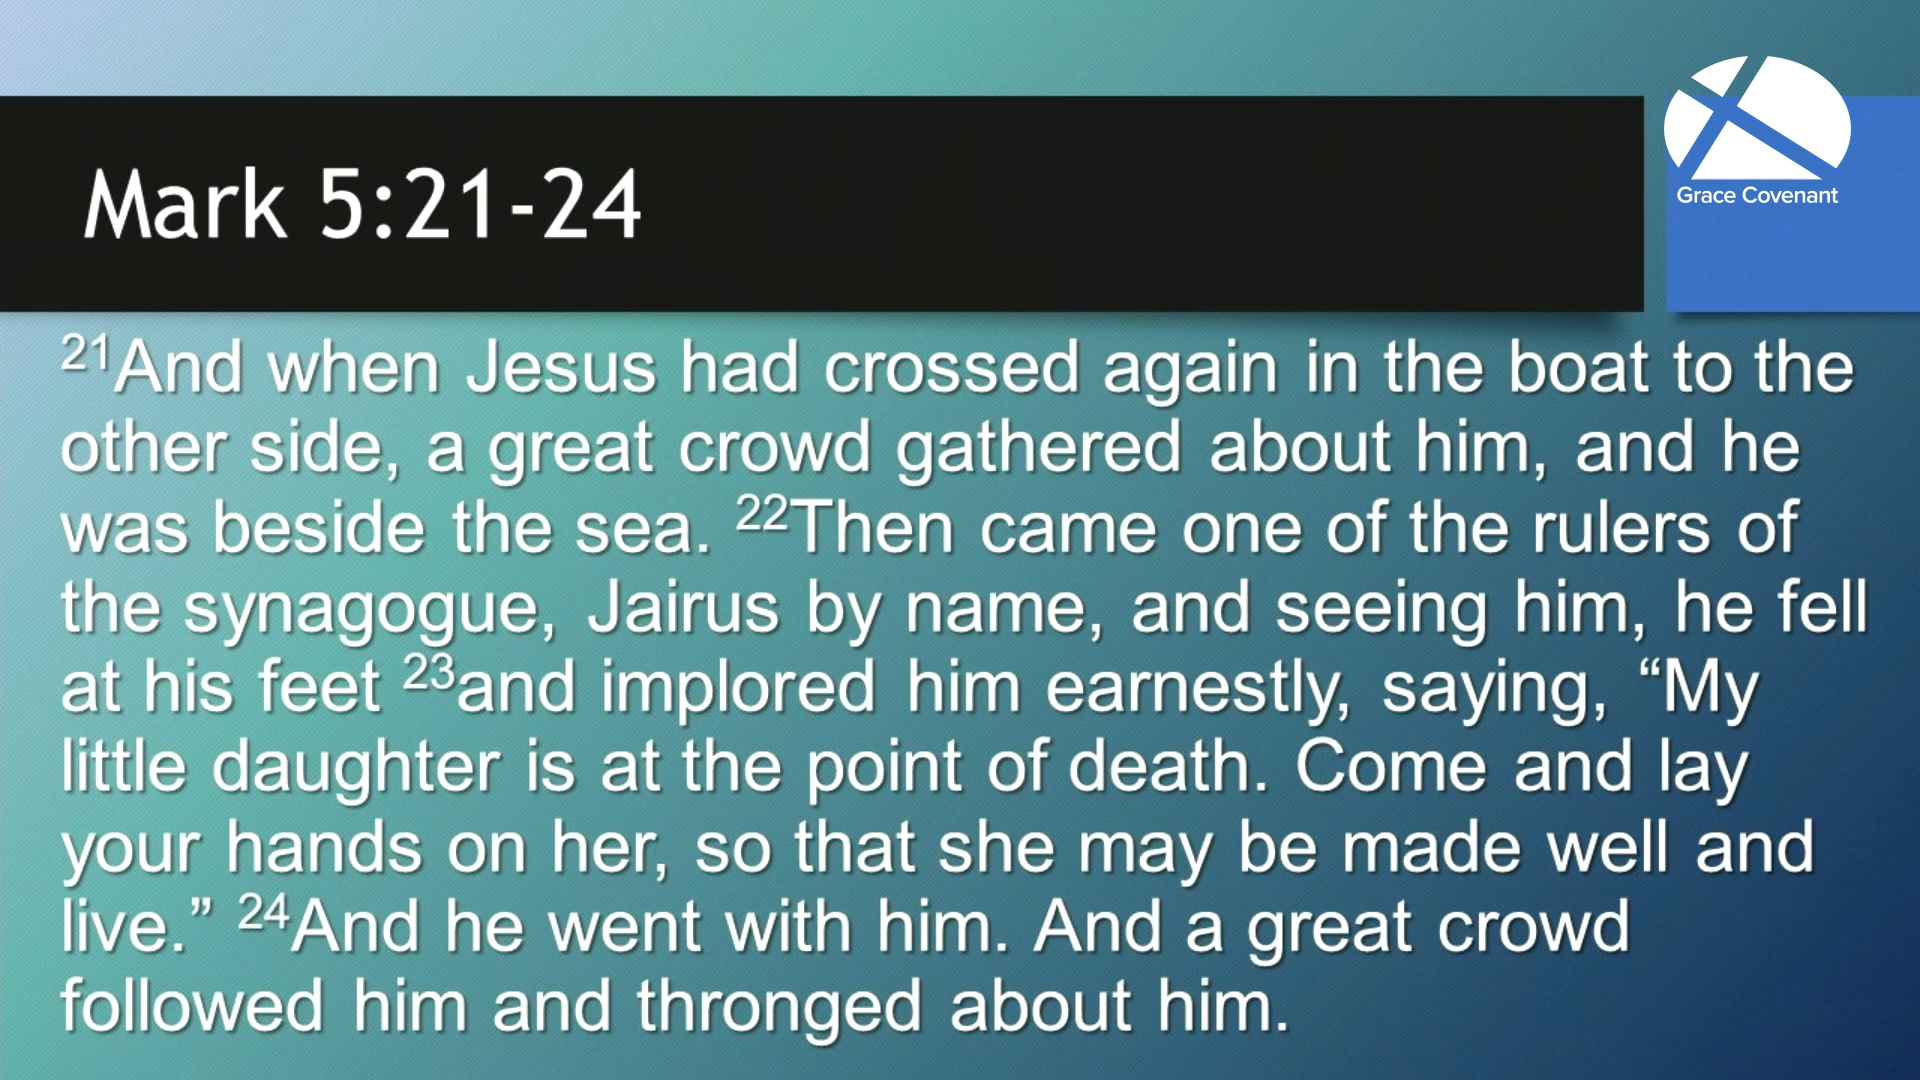 Mark 5:21-24
Grace Covenant
21And when Jesus had crossed again in the boat to the
other side, a great crowd gathered about him, and he
was beside the sea. 22Then came one of the rulers of
the synagogue, Jairus by name, and seeing him, he fell
at his feet 23and implored him earnestly, saying, “My
little daughter is at the point of death. Come and lay
your hands on her, so that she may be made well and
live.” 24And he went with him. And a great crowd
followed him and thronged about him.